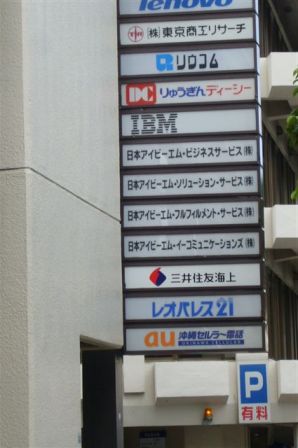 lenovo
(株)東京商工リサーチ
リウコム
DC りゅうぎんディーシー
IBM
日本アイビーエム・ビジネスサービス(株)
日本アイビーエム・ソリューション・サービス(株)
日本アイビーエム・フルフィルメント・サービス(株)
日本アイビーエム・イーコミュニケーションズ(株)
三井住友海上
レオパレス21
au 沖縄セルラー電話
OKINAWA CELLULAR
P
有料